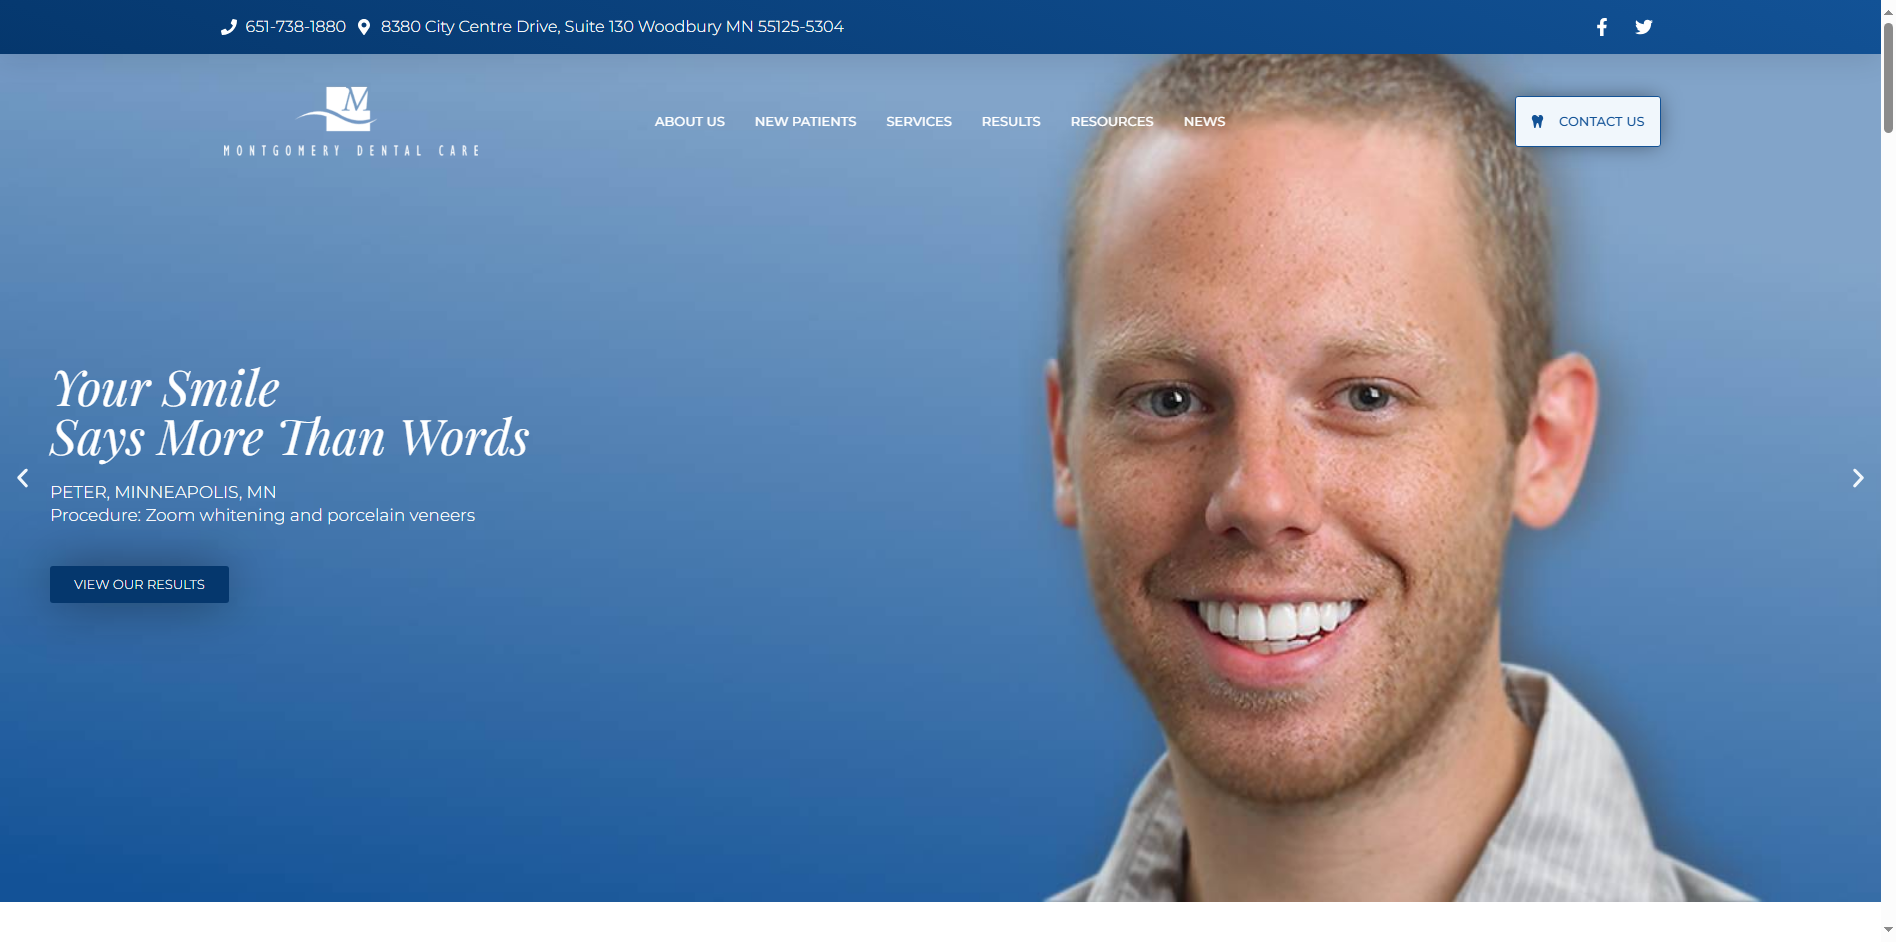 651-738-1880 8380 City Centre Drive, Suite 130 Woodbury MN 55125-5304
M
MONTGOMERY DENTAL CARE
ABOUT US NEW PATIENTS SERVICES RESULTS RESOURCES NEWS
CONTACT US
Your Smile
Says More Than Words
PETER, MINNEAPOLIS, MN
Procedure: Zoom whitening and porcelain veneers
VIEW OUR RESULTS